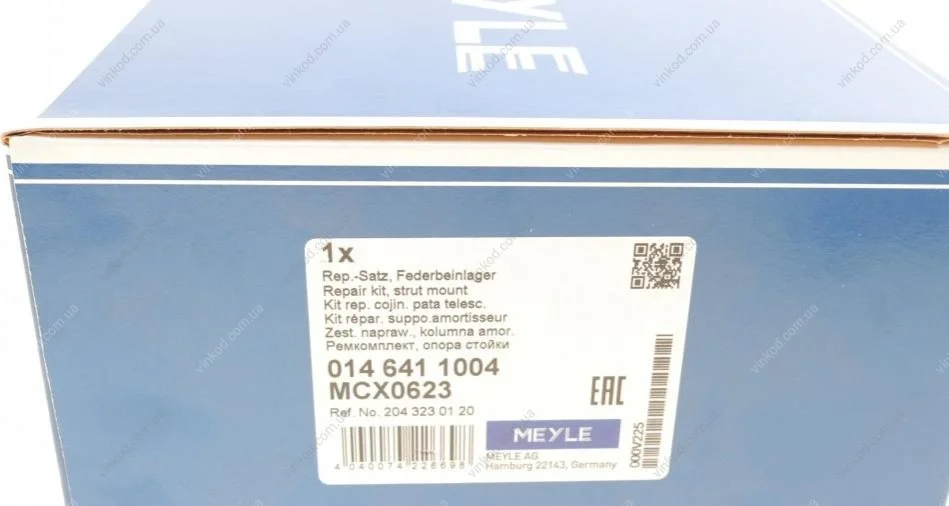 MEYLE
1x
Rep.-Satz, Federbeinlager
Repair kit, strut mount
Kit rep. cojin. pata telesc.
Kit répar. suppo.amortisseur
Zest. napraw., kolumna amor.
Ремкомплект, опора стойки
014 641 1004
MCX0623
Ref. No. 204 323 01 20
EAC
MEYLE
MEYLE AG
Hamburg 22143, Germany
4 040074 226698
000V225
vinkod.com.ua